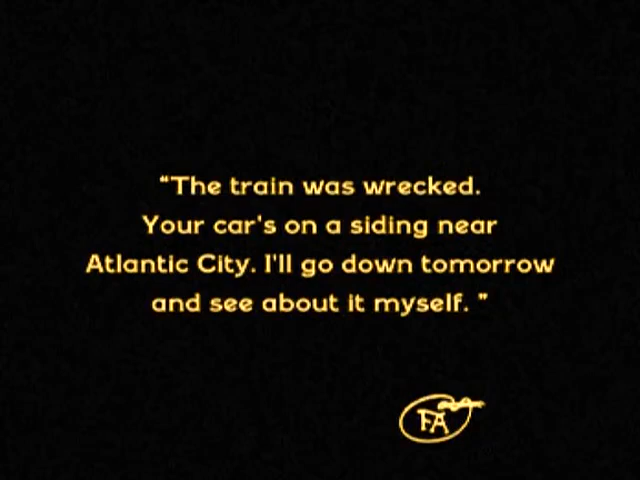 “The train was wrecked.
Your car's on a siding near
Atlantic City. I'll go down tomorrow
and see about it myself. ”
FA